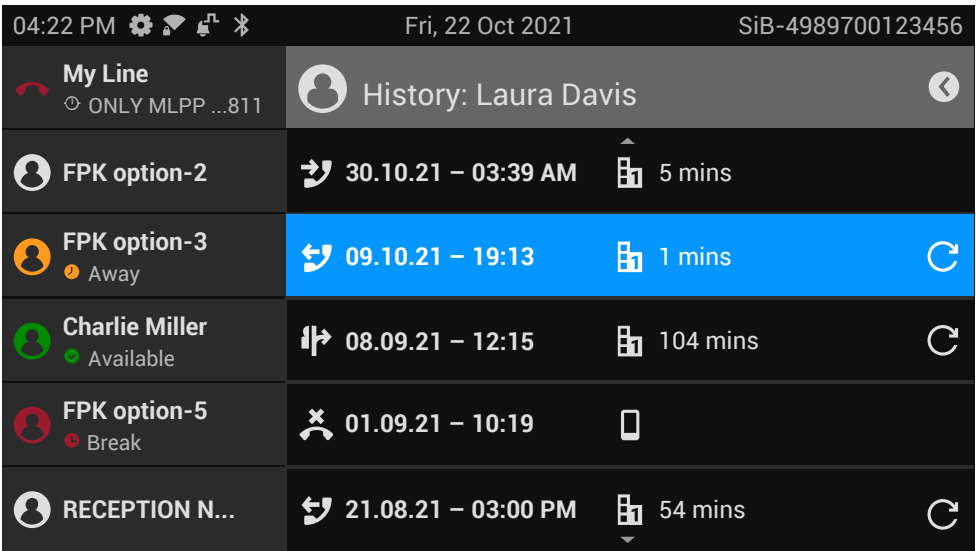 04:22 PM
Fri, 22 Oct 2021
SiB-4989700123456
My Line
ONLY MLPP ...811
History: Laura Davis
FPK option-2
30.10.21 – 03:39 AM
5 mins
FPK option-3
Away
09.10.21 – 19:13
1 mins
Charlie Miller
Available
08.09.21 – 12:15
104 mins
FPK option-5
Break
01.09.21 – 10:19
RECEPTION N...
21.08.21 – 03:00 PM
54 mins